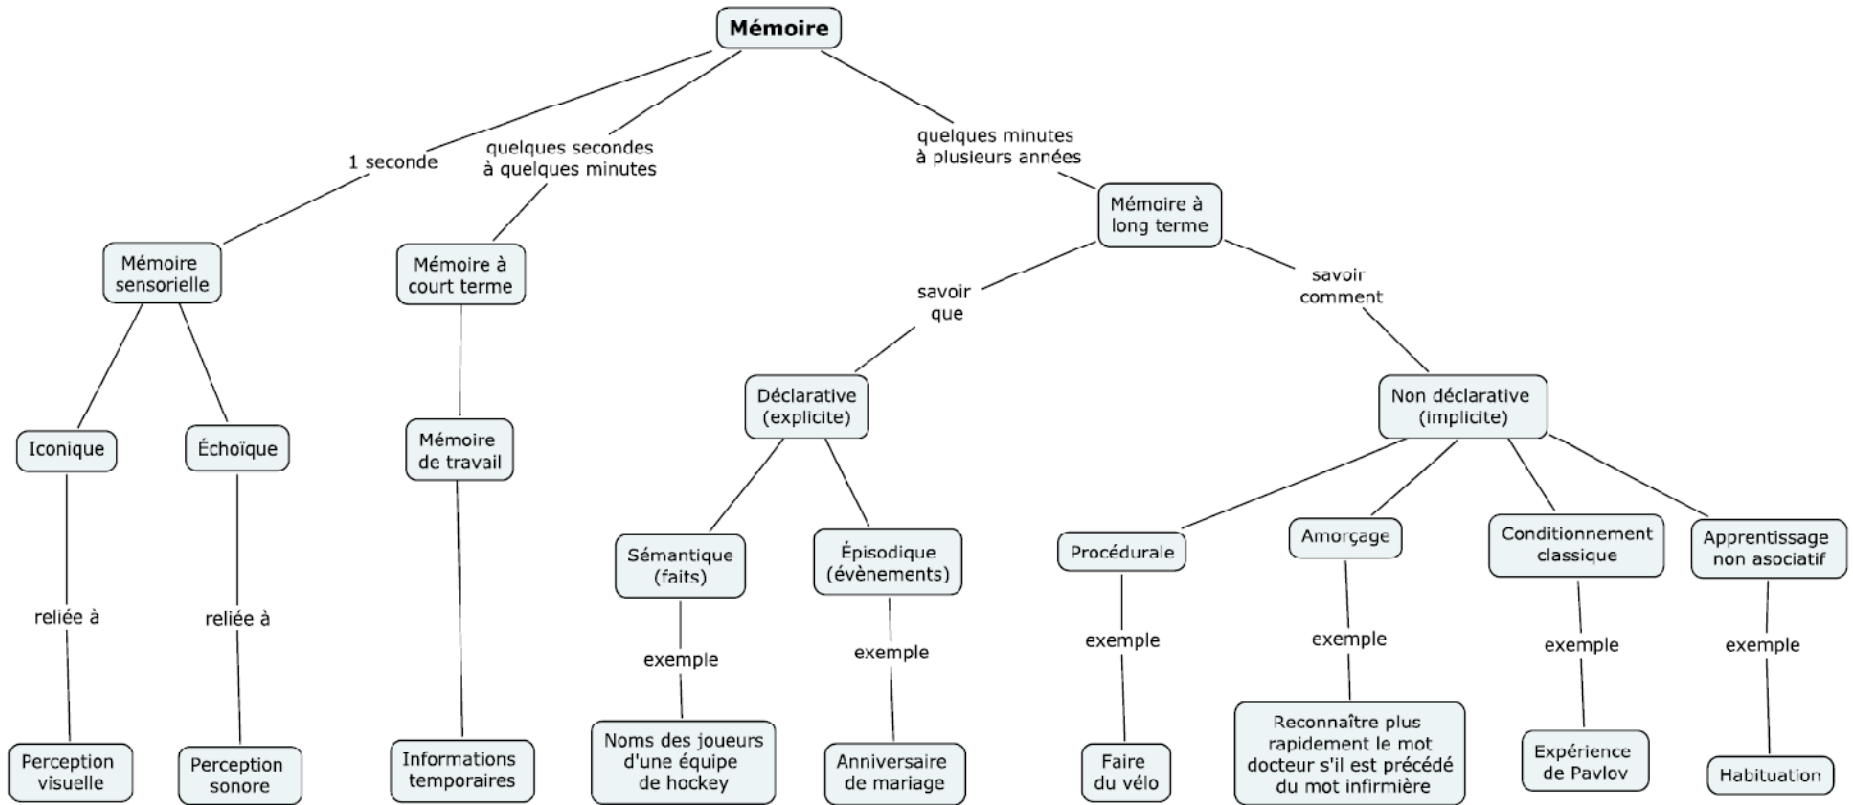 Mémoire
1 seconde
quelques secondes
à quelques minutes
quelques minutes
à plusieurs années
Mémoire
sensorielle
Mémoire à
court terme
Mémoire à
long terme
savoir
que
savoir
comment
Iconique
Échoïque
Mémoire
de travail
Déclarative
(explicite)
Non déclarative
(implicite)
Sémantique
(faits)
Épisodique
(évènements)
Procédurale
Amorçage
Conditionnement
classique
Apprentissage
non asociatif
reliée à
reliée à
exemple
exemple
exemple
exemple
exemple
exemple
Perception
visuelle
Perception
sonore
Informations
temporaires
Noms des joueurs
d'une équipe
de hockey
Anniversaire
de mariage
Faire
du vélo
Reconnaître plus
rapidement le mot
docteur s'il est précédé
du mot infirmière
Expérience
de Pavlov
Habituation